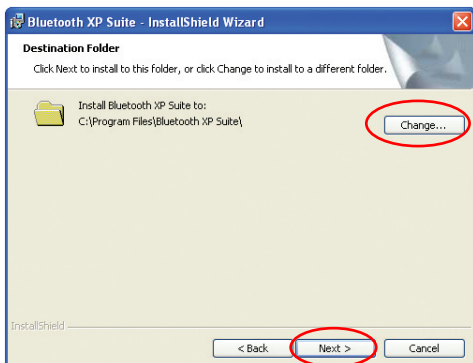 Bluetooth XP Suite - InstallShield Wizard
Destination Folder
Click Next to install to this folder, or click Change to install to a different folder.
Install Bluetooth XP Suite to:
C:\Program Files\Bluetooth XP Suite\
Change...
InstallShield
< Back
Next >
Cancel